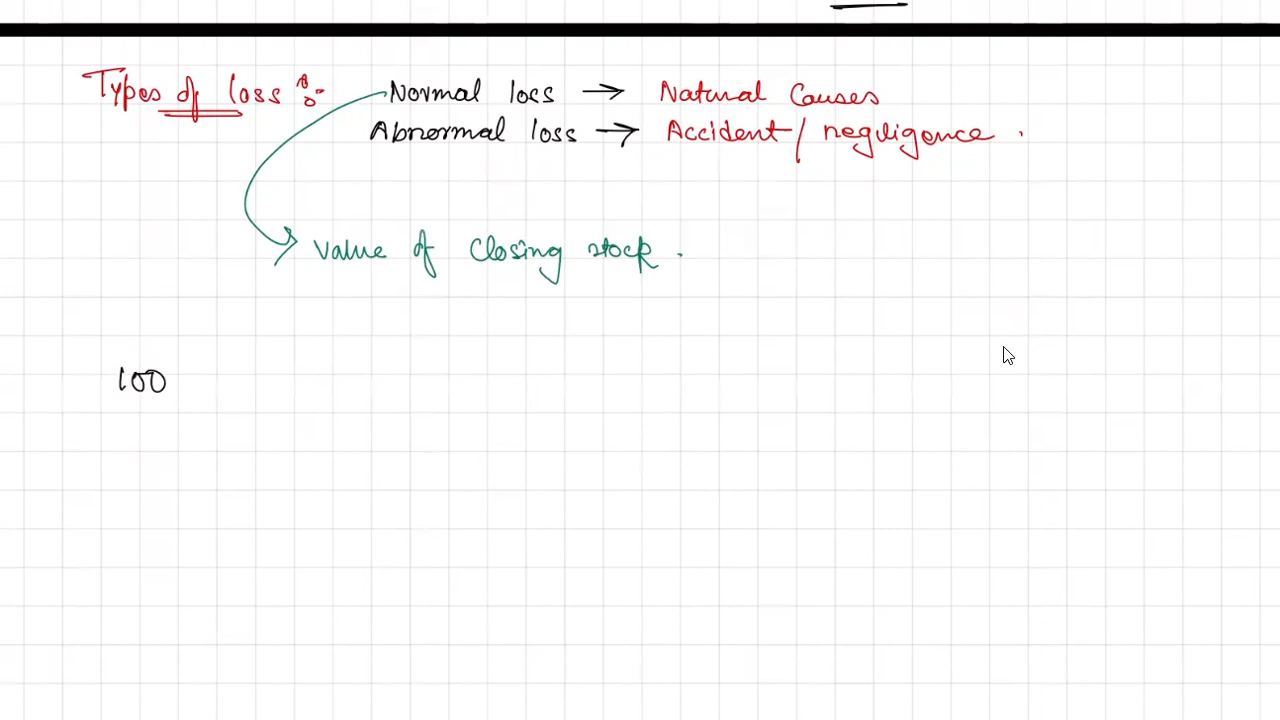 Types of loss :- Normal loss → Natural Causes
Abnormal loss → Accident / negligence .
Value of Closing stock .
100